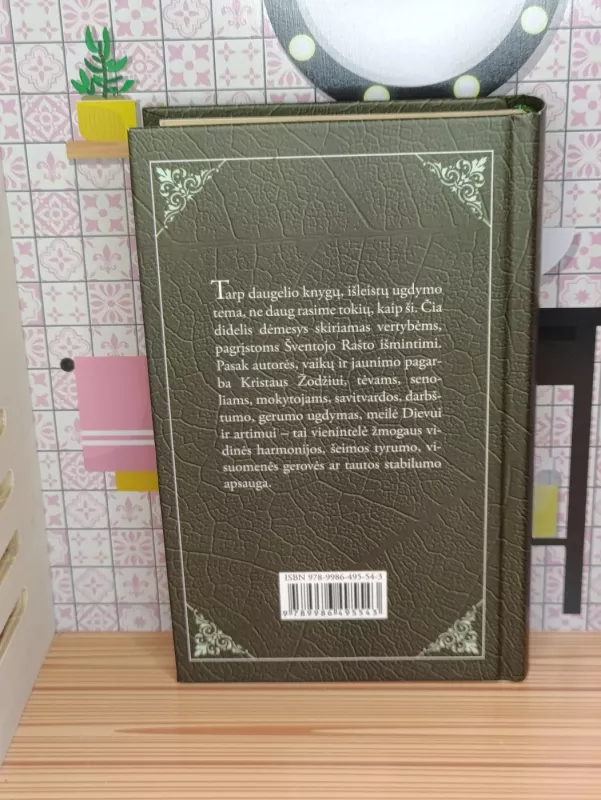 Tarp daugelio knygų, išleistų ugdymo
tema, ne daug rasime tokių, kaip ši. Čia
didelis dėmesys skiriamas vertybėms,
pagrįstoms Šventojo Rašto išmintimi.
Pasak autorės, vaikų ir jaunimo pagar-
ba Kristaus Žodžiui, tėvams, seno-
liams, mokytojams, savitvardos, darbš-
tumo, gerumo ugdymas, meilė Dievui
ir artimui – tai vienintelė žmogaus vi-
dinės harmonijos, šeimos tyrumo, vi-
suomenės gerovės ar tautos stabilumo
apsauga.
ISBN 978-9986-495-54-3
9 789986 495543